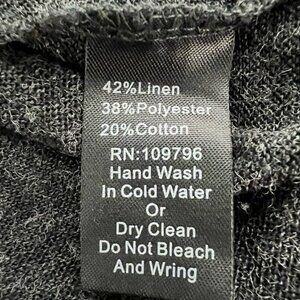 42%Linen
38%Polyester
20%Cotton
RN:109796
Hand Wash
In Cold Water
Or
Dry Clean
Do Not Bleach
And Wring